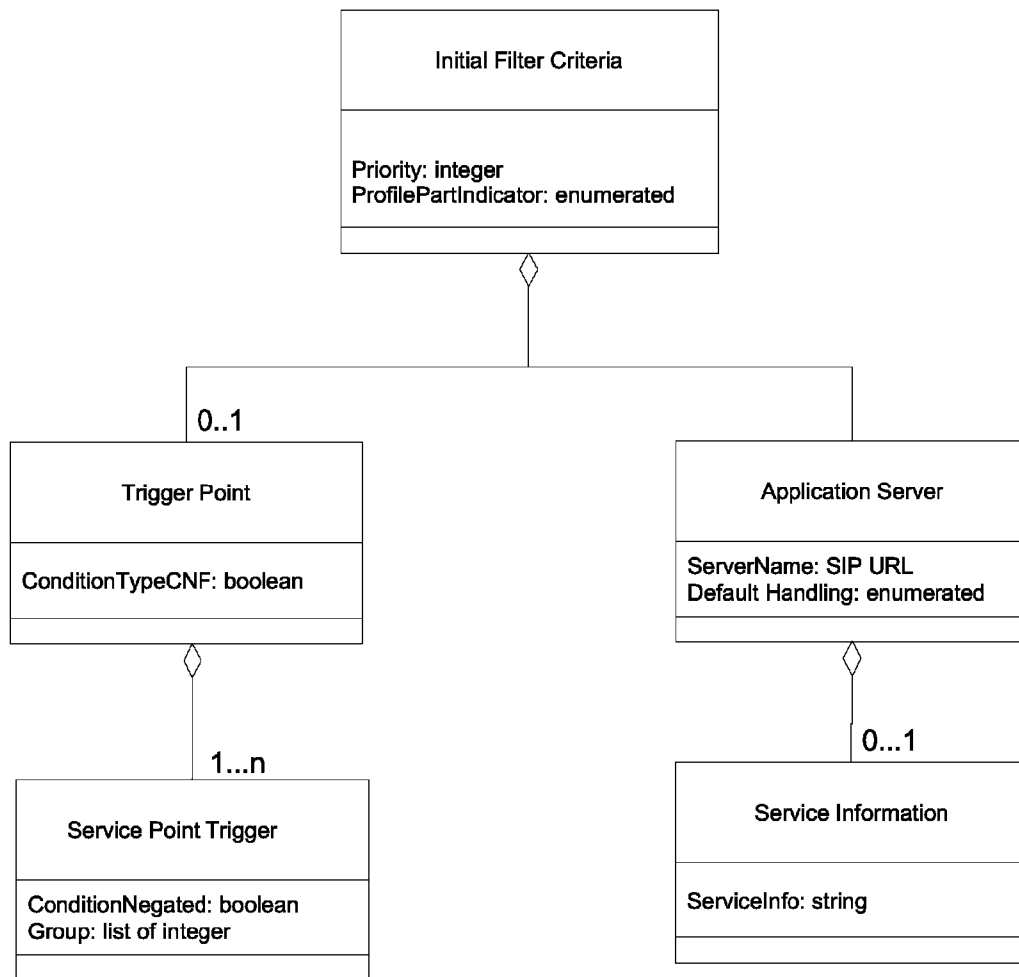 Initial Filter Criteria
Priority: integer
ProfilePartIndicator: enumerated
0..1
Trigger Point
ConditionTypeCNF: boolean
Application Server
ServerName: SIP URL
Default Handling: enumerated
1...n
Service Point Trigger
ConditionNegated: boolean
Group: list of integer
0...1
Service Information
ServiceInfo: string